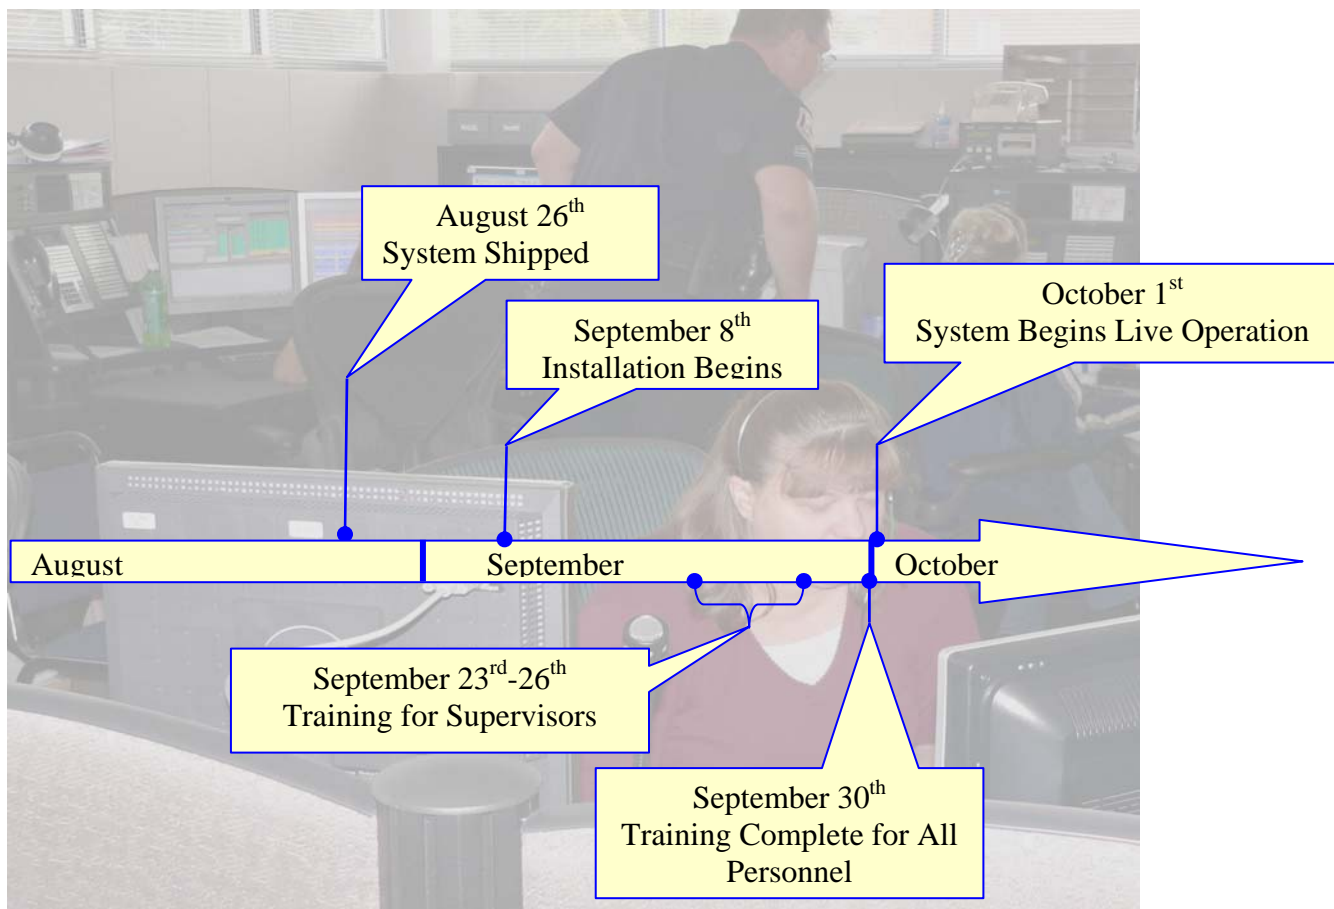 August 26th
System Shipped
September 8th
Installation Begins
October 1st
System Begins Live Operation
August
September
October
September 23rd-26th
Training for Supervisors
September 30th
Training Complete for All
Personnel